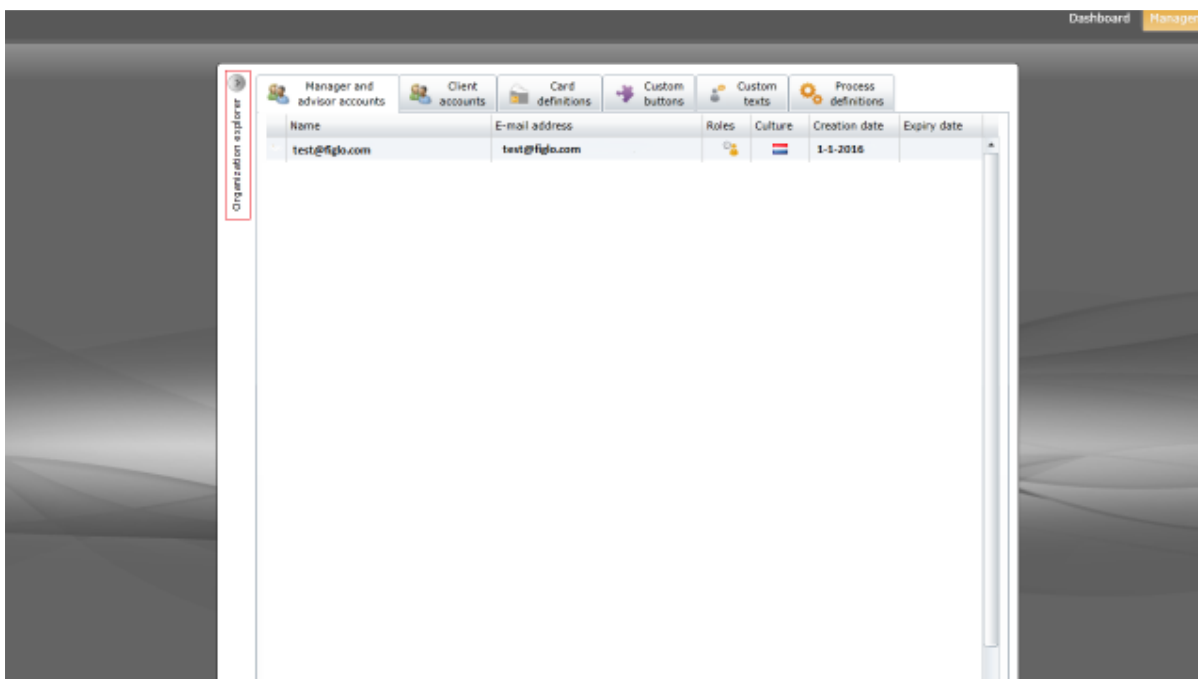 Dashboard
Manager
Organization explorer
Manager and
advisor accounts
Client
accounts
Card
definitions
Custom
buttons
Custom
texts
Process
definitions
Name E-mail address Roles Culture Creation date Expiry date
test@figlo.com test@figlo.com 1-1-2016